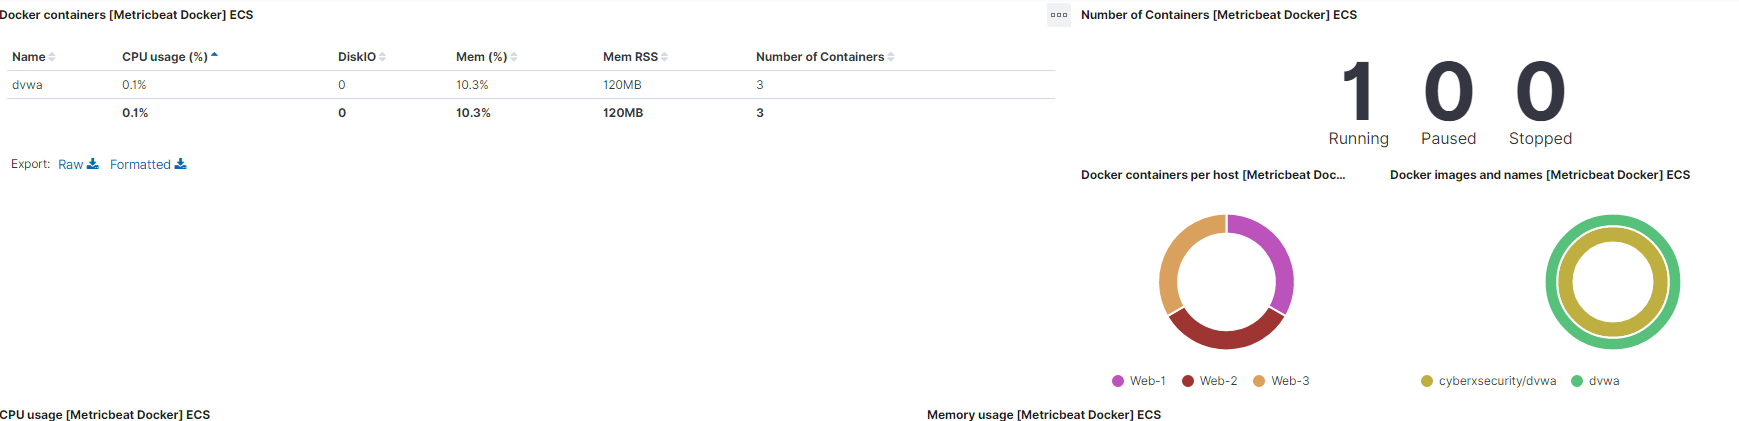 Docker containers [Metricbeat Docker] ECS
Name CPU usage (%) DiskIO Mem (%) Mem RSS Number of Containers
dvwa 0.1% 0 10.3% 120MB 3
0.1% 0 10.3% 120MB 3
Export: Raw Formatted
Number of Containers [Metricbeat Docker] ECS
1 0 0
Running Paused Stopped
Docker containers per host [Metricbeat Doc...
Web-1 Web-2 Web-3
Docker images and names [Metricbeat Docker] ECS
cyberxsecurity/dvwa dvwa
CPU usage [Metricbeat Docker] ECS
Memory usage [Metricbeat Docker] ECS